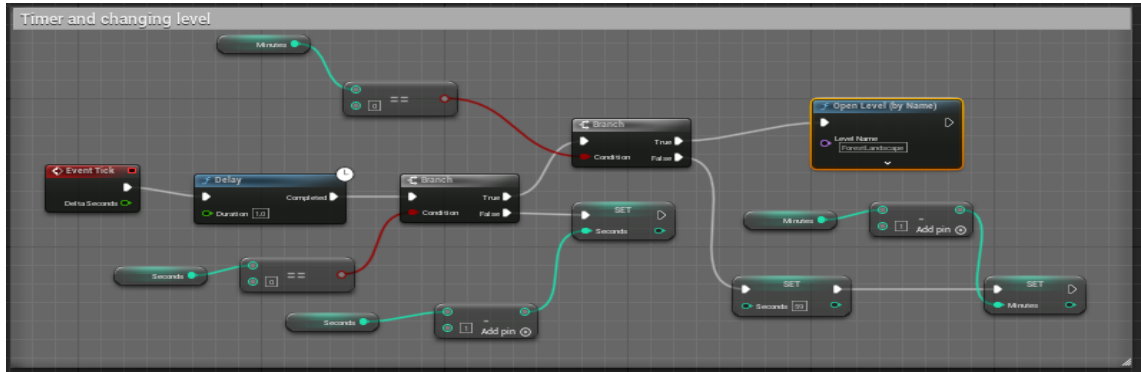 Timer and changing level
Minutes
0
==
Branch
True
Condition
False
Open Level (by Name)
Level Name
ForestLandscape
Event Tick
Delta Seconds
Delay
Completed
Duration 1.0
Branch
True
Condition
False
SET
Seconds
Minutes
-
1
Add pin
Seconds
0
==
SET
Seconds 59
SET
Minutes
Seconds
-
1
Add pin